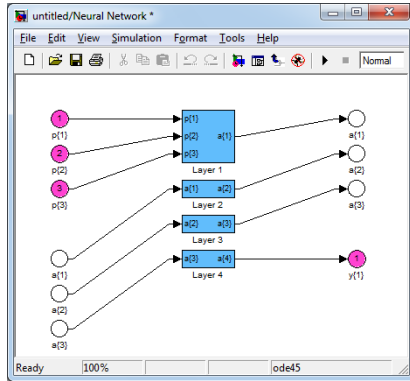 untitled/Neural Network *
File Edit View Simulation Format Tools Help
Normal
1
p{1}
2
p{2}
3
p{3}
p{1}
p{2} a{1}
p{3}
Layer 1
a{1} a{2}
Layer 2
a{2} a{3}
Layer 3
a{3} a{4}
Layer 4
a{1}
a{2}
a{3}
a{1}
a{2}
a{3}
1
y{1}
Ready 100% ode45